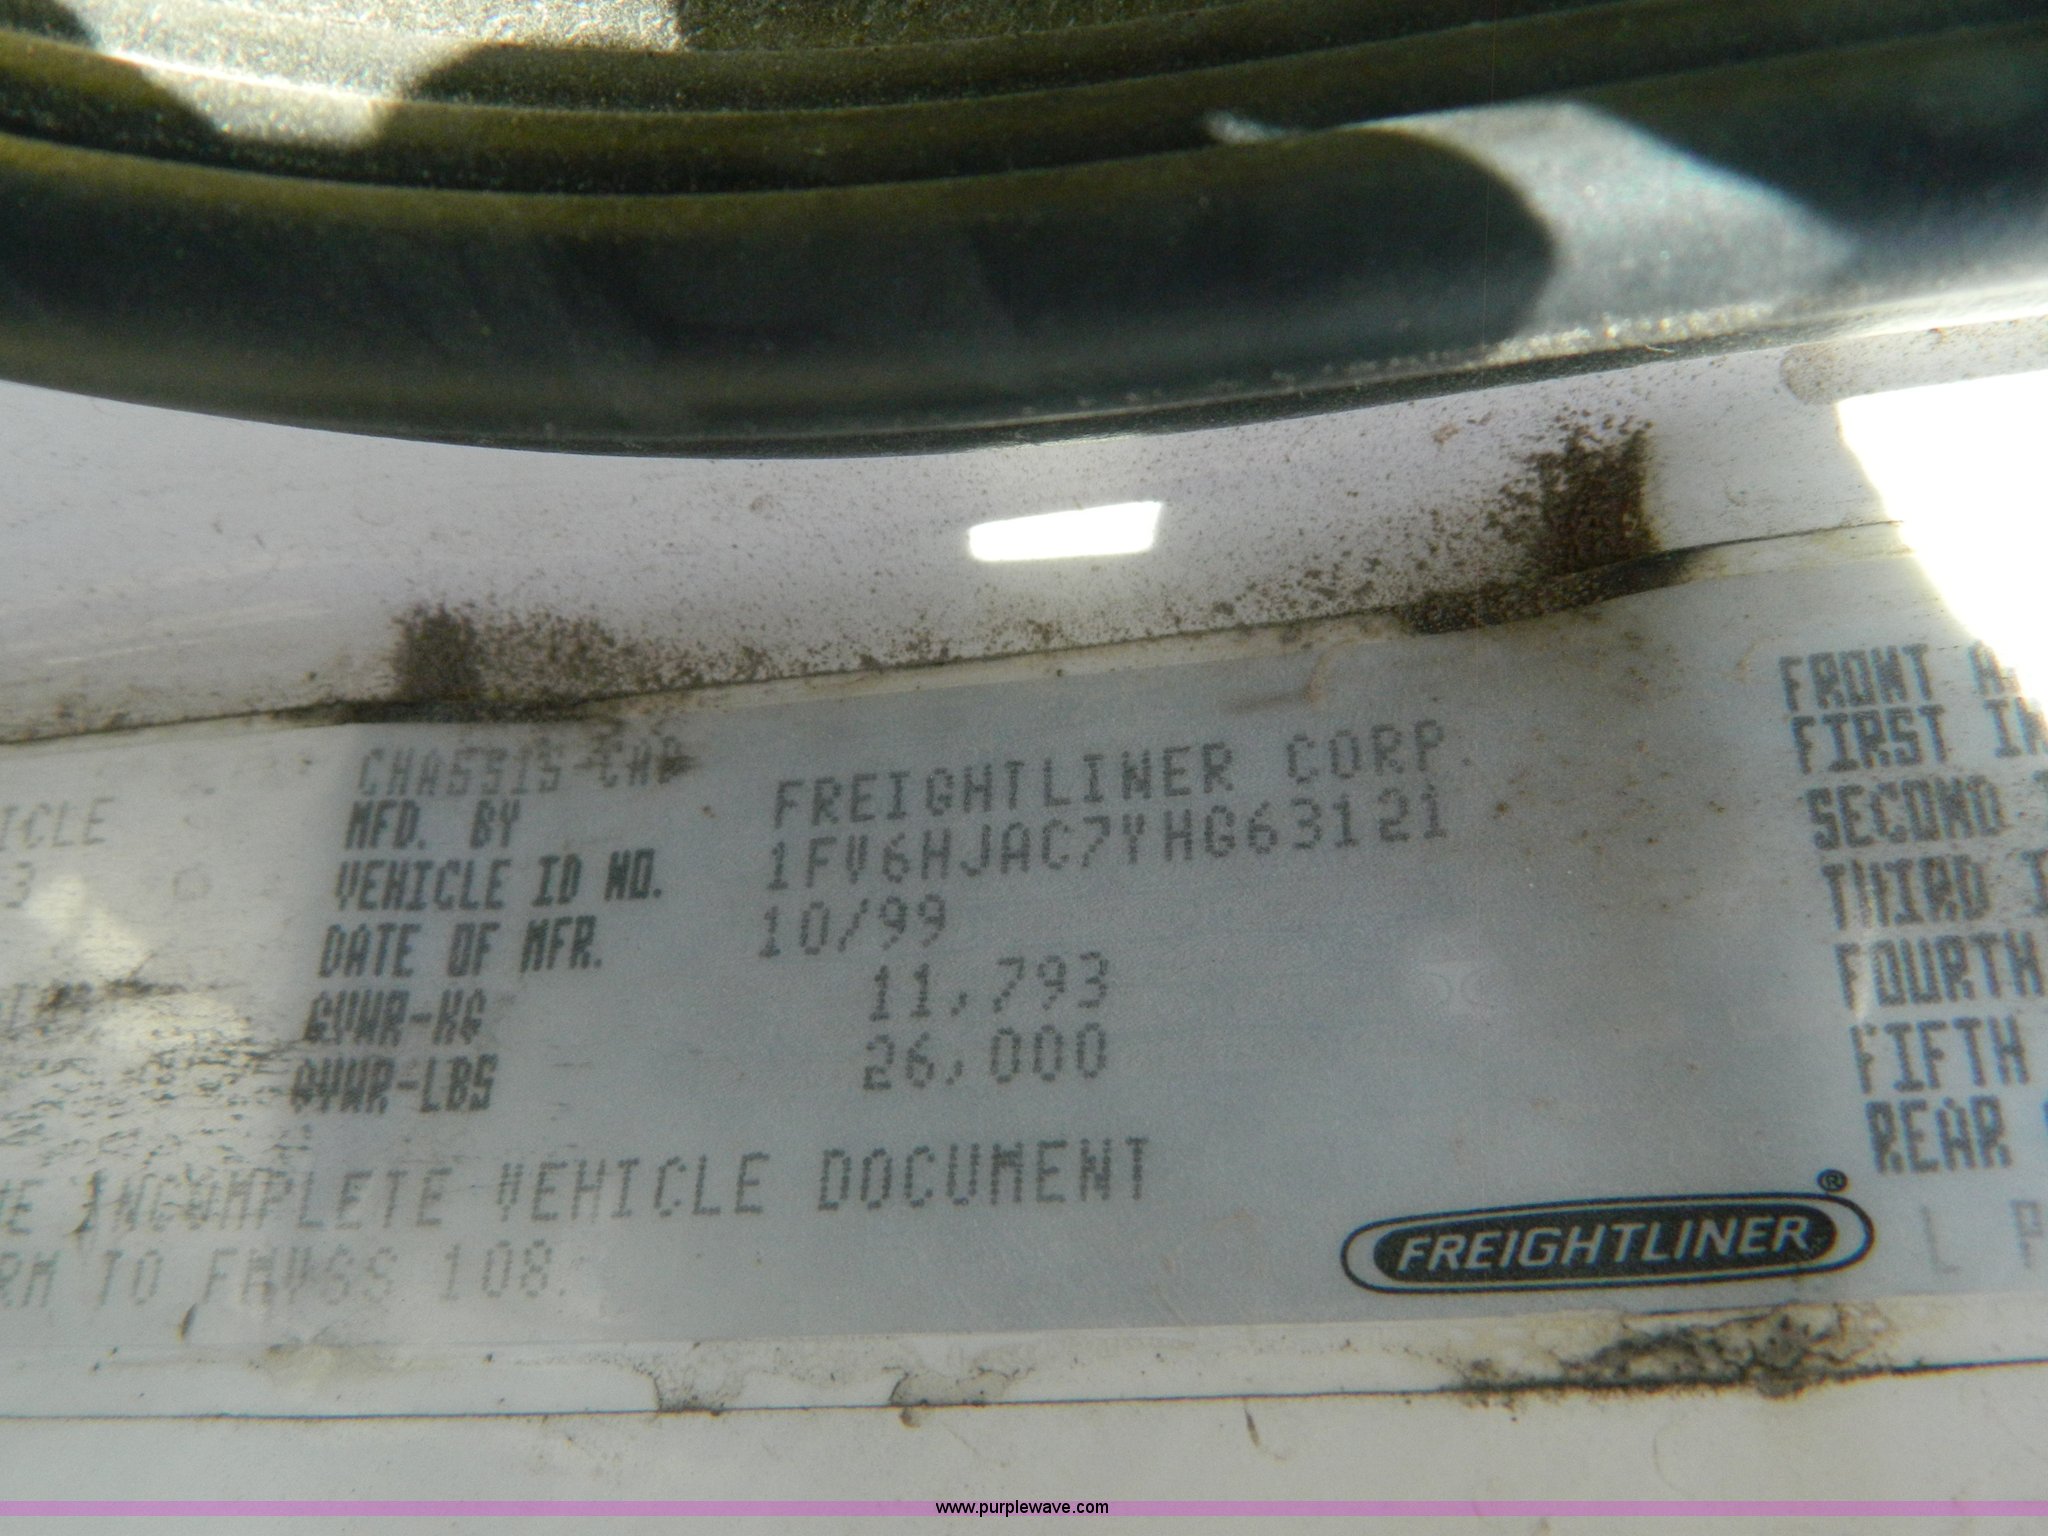 CHASSIS-CAB
MFD. BY FREIGHTLINER CORP.
VEHICLE ID NO. 1FV6HJAC7YHG63121
DATE OF MFR. 10/99
GVWR-KG 11,793
GVWR-LBS 26,000
INCOMPLETE VEHICLE DOCUMENT
TO FMVSS 108.
ICLE
3
FRONT
FIRST
SECOND
THIRD
FOURTH
FIFTH
REAR
FREIGHTLINER®
www.purplewave.com